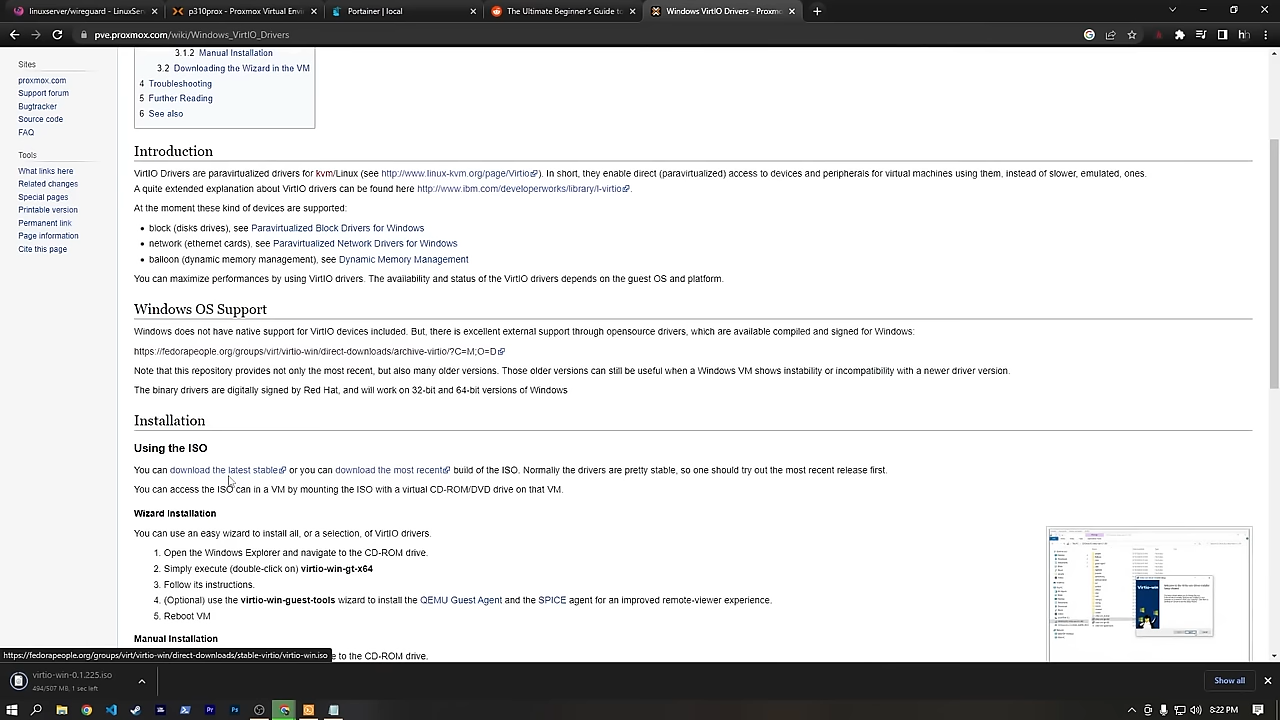 linuxserver/wireguard - LinuxSer
p310prox - Proxmox Virtual Envi
Portainer | local
The Ultimate Beginner's Guide to
Windows VirtIO Drivers - Proxmo
pve.proxmox.com/wiki/Windows_VirtIO_Drivers
Sites
proxmox.com
Support forum
Bugtracker
Source code
FAQ
Tools
What links here
Related changes
Special pages
Printable version
Permanent link
Page information
Cite this page
3.1.2 Manual Installation
3.2 Downloading the Wizard in the VM
4 Troubleshooting
5 Further Reading
6 See also
Introduction
VirtIO Drivers are paravirtualized drivers for kvm/Linux (see http://www.linux-kvm.org/page/Virtio). In short, they enable direct (paravirtualized) access to devices and peripherals for virtual machines using them, instead of slower, emulated, ones.
A quite extended explanation about VirtIO drivers can be found here http://www.ibm.com/developerworks/library/l-virtio.
At the moment these kind of devices are supported:
block (disks drives), see Paravirtualized Block Drivers for Windows
network (ethernet cards), see Paravirtualized Network Drivers for Windows
balloon (dynamic memory management), see Dynamic Memory Management
You can maximize performances by using VirtIO drivers. The availability and status of the VirtIO drivers depends on the guest OS and platform.
Windows OS Support
Windows does not have native support for VirtIO devices included. But, there is excellent external support through opensource drivers, which are available compiled and signed for Windows:
https://fedorapeople.org/groups/virt/virtio-win/direct-downloads/archive-virtio/?C=M;O=D
Note that this repository provides not only the most recent, but also many older versions. Those older versions can still be useful when a Windows VM shows instability or incompatibility with a newer driver version.
The binary drivers are digitally signed by Red Hat, and will work on 32-bit and 64-bit versions of Windows
Installation
Using the ISO
You can download the latest stable or you can download the most recent build of the ISO. Normally the drivers are pretty stable, so one should try out the most recent release first.
You can access the ISO can in a VM by mounting the ISO with a virtual CD-ROM/DVD drive on that VM.
Wizard Installation
You can use an easy wizard to install all, or a selection, of VirtIO drivers.
1. Open the Windows Explorer and navigate to the CD-ROM drive.
2. Simply execute (double-click on) virtio-win-gt-x64
3. Follow its instructions.
4. (Optional) use the virtio-win-guest-tools wizard to install the QEMU Guest Agent and the SPICE agent for an improved remote-viewer experience.
5. Reboot VM
Manual Installation
to the CD-ROM drive.
https://fedorapeople.org/groups/virt/virtio-win/direct-downloads/stable-virtio/virtio-win.iso
virtio-win-0.1.225.iso
494/507 MB, 1 sec left
Show all
8:22 PM